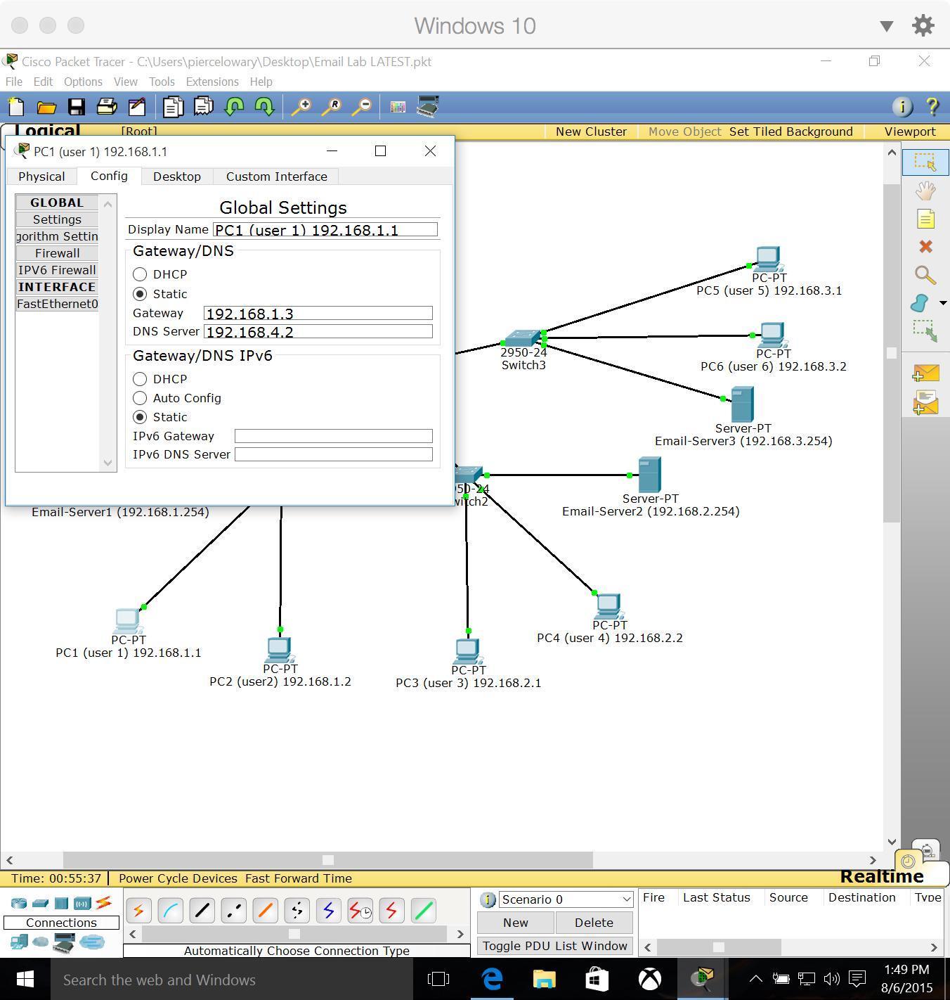 Windows 10
Cisco Packet Tracer - C:\Users\piercelowary\Desktop\Email Lab LATEST.pkt
File Edit Options View Tools Extensions Help
Logical [Root] New Cluster Move Object Set Tiled Background Viewport
PC1 (user 1) 192.168.1.1
Physical Config Desktop Custom Interface
GLOBAL
Settings
gorithm Settin
Firewall
IPV6 Firewall
INTERFACE
FastEthernet0
Global Settings
Display Name PC1 (user 1) 192.168.1.1
Gateway/DNS
DHCP
Static
Gateway 192.168.1.3
DNS Server 192.168.4.2
Gateway/DNS IPv6
DHCP
Auto Config
Static
IPv6 Gateway
IPv6 DNS Server
PC-PT
PC5 (user 5) 192.168.3.1
2950-24
Switch3
PC-PT
PC6 (user 6) 192.168.3.2
Server-PT
Email-Server3 (192.168.3.254)
950-24
witch2
Server-PT
Email-Server2 (192.168.2.254)
Email-Server1 (192.168.1.254)
PC-PT
PC4 (user 4) 192.168.2.2
PC-PT
PC1 (user 1) 192.168.1.1
PC-PT
PC2 (user2) 192.168.1.2
PC-PT
PC3 (user 3) 192.168.2.1
Time: 00:55:37 Power Cycle Devices Fast Forward Time Realtime
Connections
Automatically Choose Connection Type
Scenario 0
New Delete
Toggle PDU List Window
Fire Last Status Source Destination Type
Search the web and Windows
1:49 PM
8/6/2015